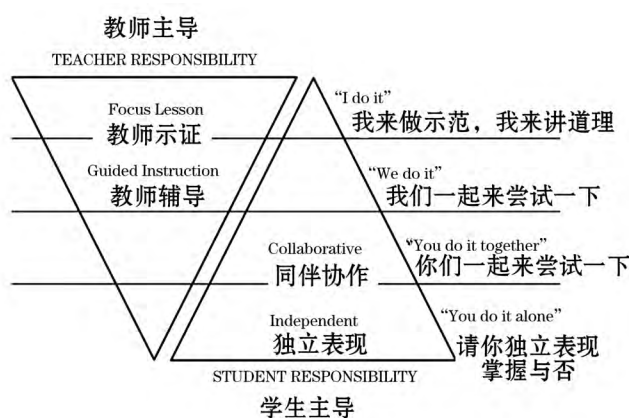 教师主导
TEACHER RESPONSIBILITY
Focus Lesson
教师示证
“I do it”
我来做示范，我来讲道理
Guided Instruction
教师辅导
“We do it”
我们一起来尝试一下
Collaborative
同伴协作
“You do it together”
你们一起来尝试一下
Independent
独立表现
“You do it alone”
请你独立表现
掌握与否
STUDENT RESPONSIBILITY
学生主导